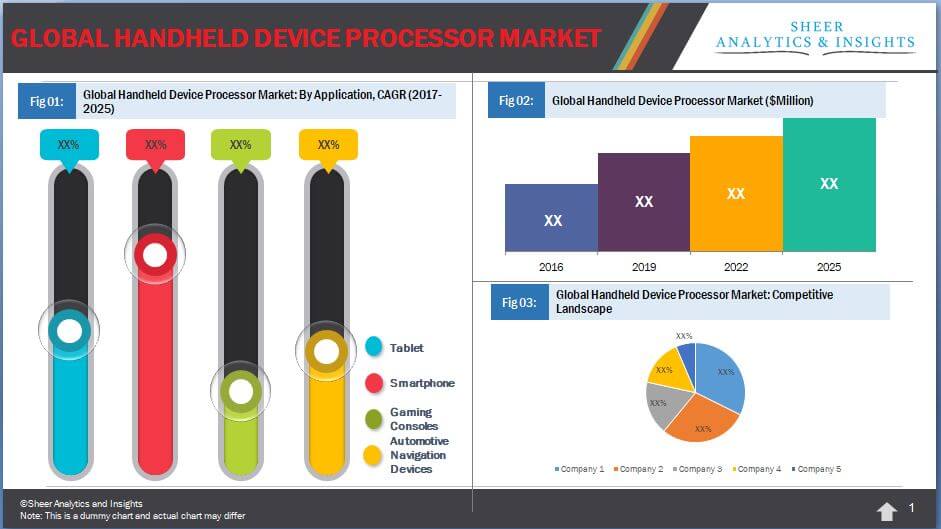 GLOBAL HANDHELD DEVICE PROCESSOR MARKET
SHEER
ANALYTICS & INSIGHTS
Fig 01:
Global Handheld Device Processor Market: By Application, CAGR (2017-
2025)
XX%
XX%
XX%
XX%
Tablet
Smartphone
Gaming
Consoles
Automotive
Navigation
Devices
Fig 02:
Global Handheld Device Processor Market ($Million)
XX
XX
XX
XX
2016
2019
2022
2025
Fig 03:
Global Handheld Device Processor Market: Competitive
Landscape
XX%
XX%
XX%
XX%
XX%
Company 1
Company 2
Company 3
Company 4
Company 5
©Sheer Analytics and Insights
Note: This is a dummy chart and actual chart may differ
1